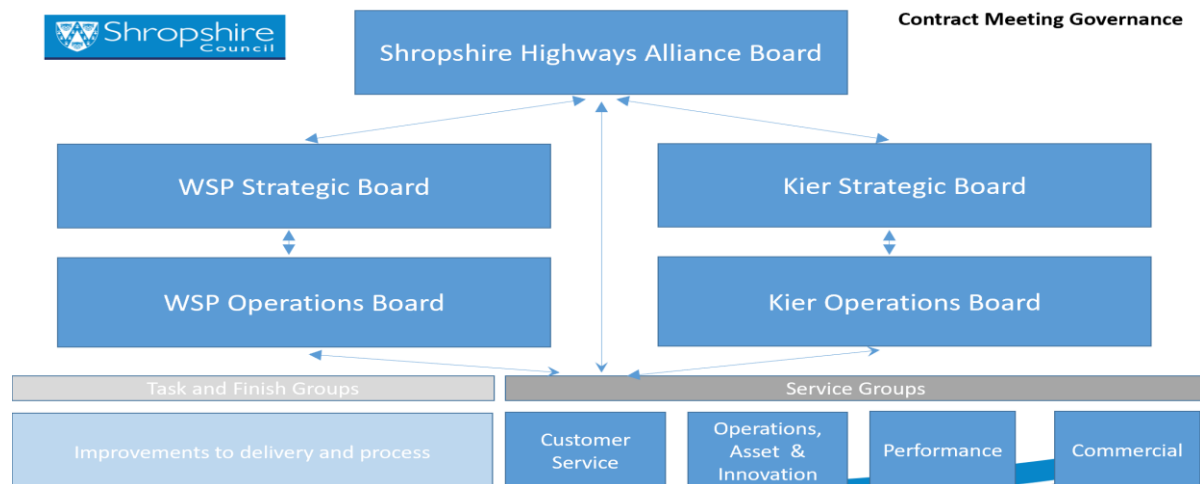 Shropshire
Council
Contract Meeting Governance
Shropshire Highways Alliance Board
WSP Strategic Board
Kier Strategic Board
WSP Operations Board
Kier Operations Board
Task and Finish Groups
Service Groups
Improvements to delivery and process
Customer
Service
Operations,
Asset &
Innovation
Performance
Commercial